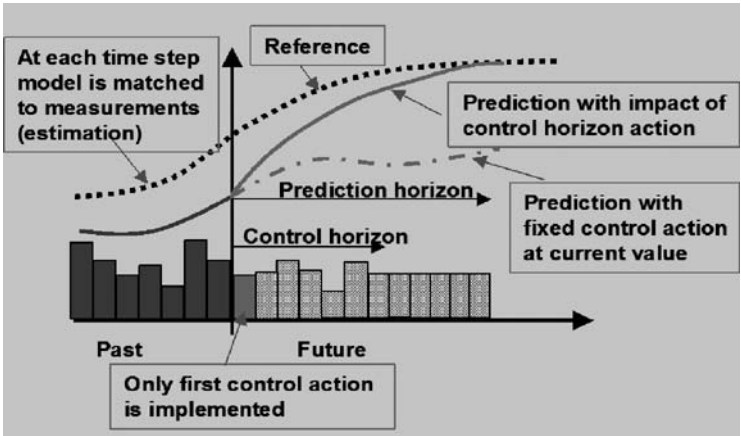 At each time step
model is matched
to measurements
(estimation)
Reference
Prediction with impact of
control horizon action
Prediction horizon
Control horizon
Prediction with
fixed control action
at current value
Past
Future
Only first control action
is implemented